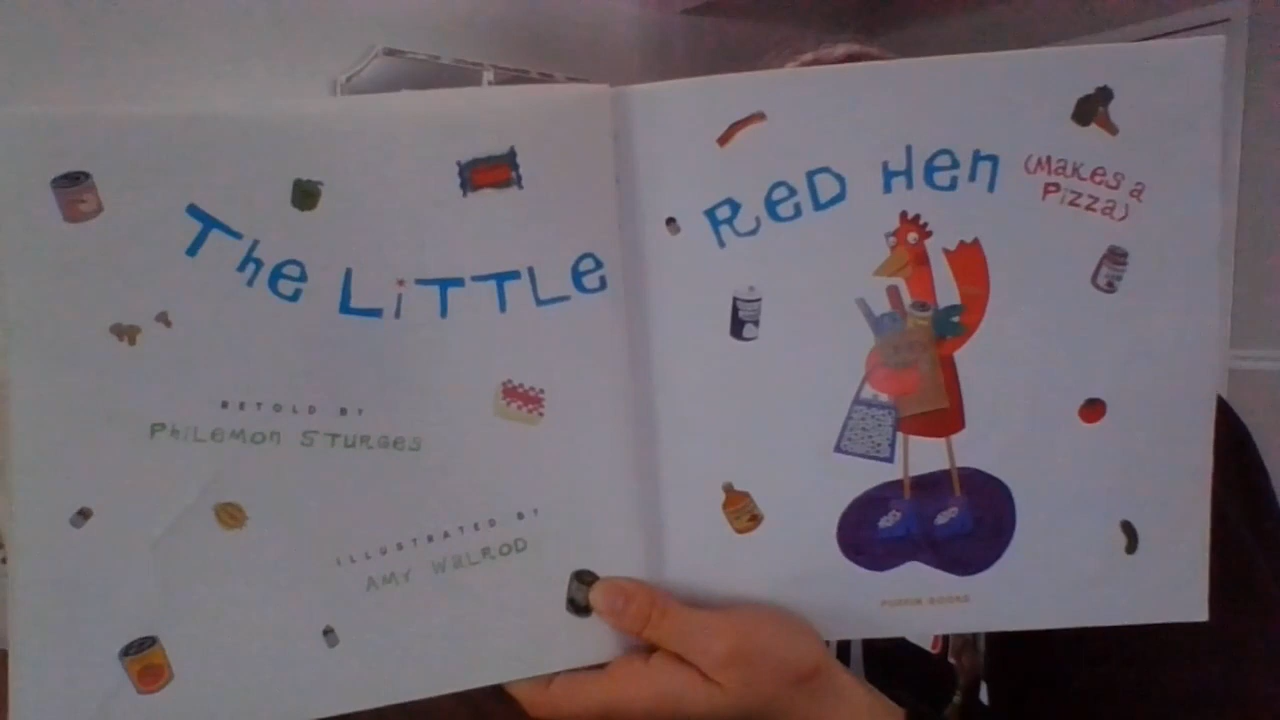 The LiTTLe
RED Hen
(Makes a
Pizza)
RETOLD BY
PHiLeMon STURGES
ILLUSTRATED BY
AMY WALROD
PUFFIN BOOKS